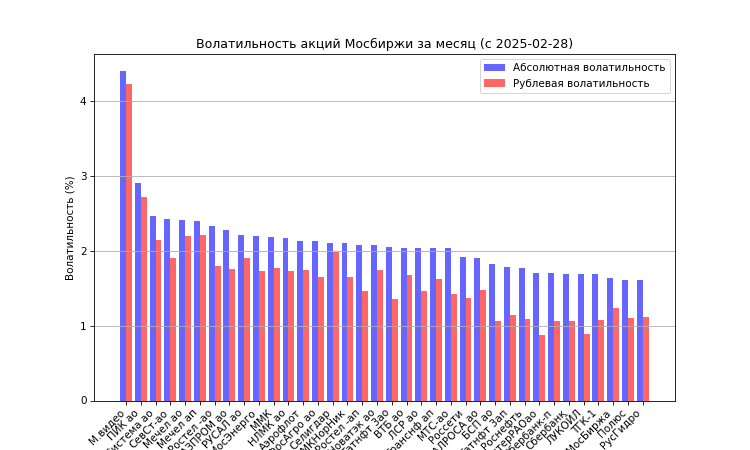 Волатильность акций Мосбиржи за месяц (с 2025-02-28)
Абсолютная волатильность
Рублевая волатильность
Волатильность (%)
4
3
2
1
0
М.видео
ПИК ао
Система ао
СевСт-ао
Мечел ао
Мечел ап
Ростел -ао
РУСАЛ ао
МосЭнерго
ММК
НЛМК ао
Аэрофлот
Селигдар
Ростел -ап
ВТБ ао
ЛСР ао
МТС-ао
Россети
БСП ао
Роснефть
Сбербанк
ЛУКОЙЛ
ТГК-1
МосБиржа
Полюс
РусГидро